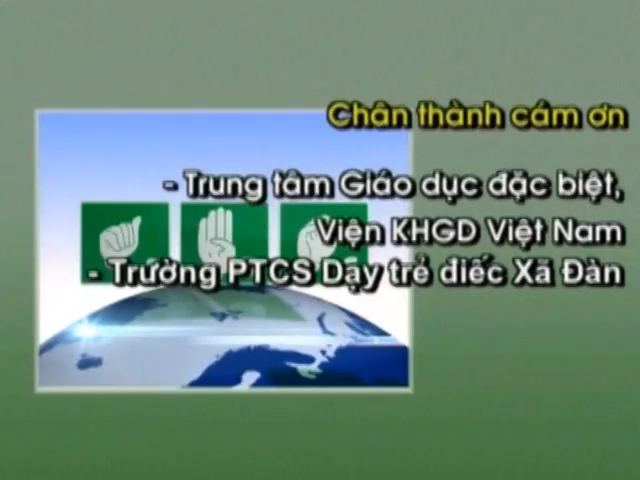 Chân thành cám ơn
- Trung tâm Giáo dục đặc biệt,
Viện KHGD Việt Nam
- Trường PTCS Dạy trẻ điếc Xã Đàn